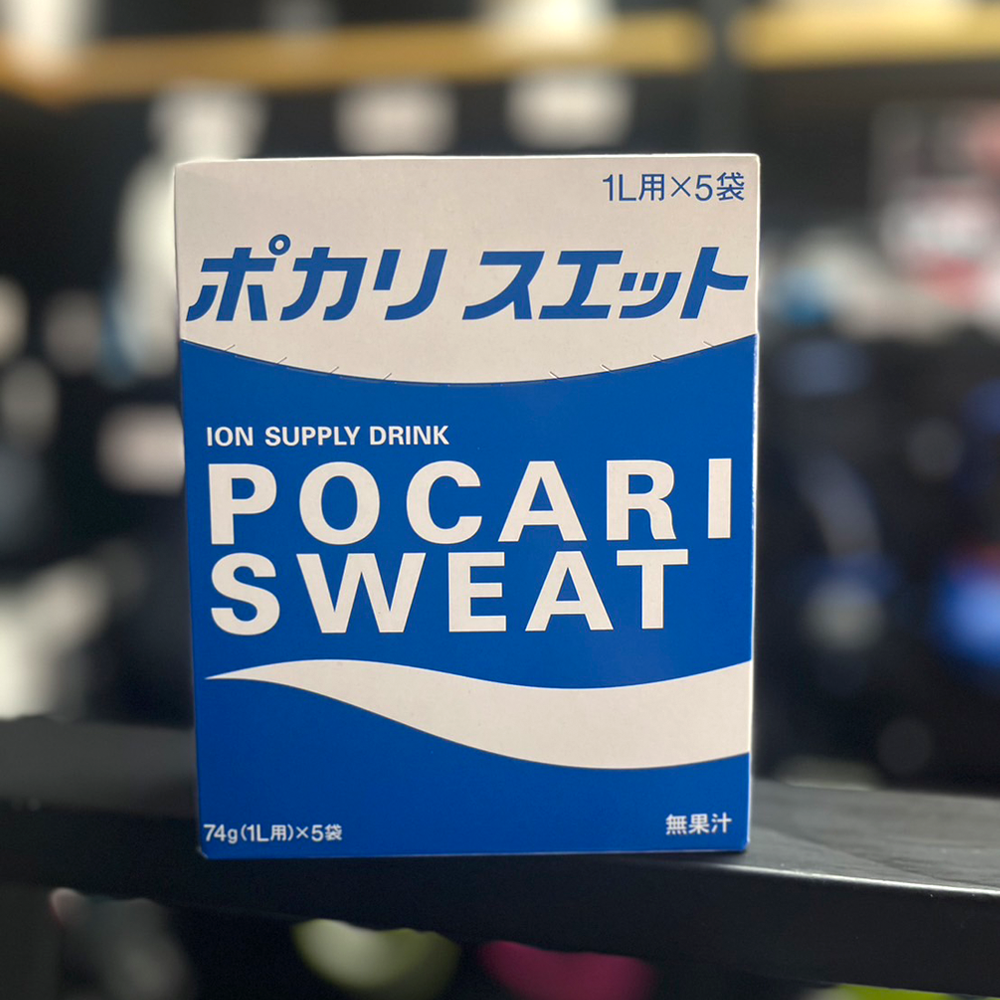 1L用×5袋
ポカリ スエット
ION SUPPLY DRINK
POCARI
SWEAT
74g(1L用)×5袋
無果汁